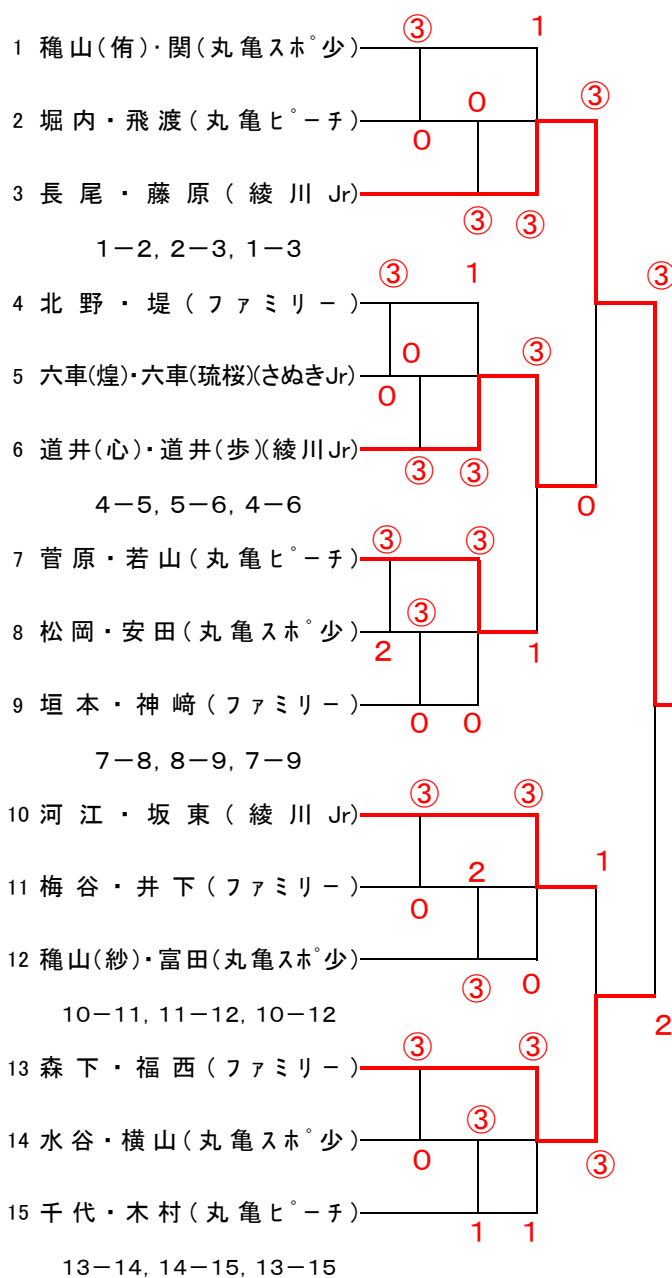 1 穐山(侑)・関(丸亀スポ少) ③ 1
③
2 堀内・飛渡(丸亀ピーチ) 0 0
3 長尾・藤原(綾川 Jr) ③ ③
1－2, 2－3, 1－3
③
4 北野・堤(ファミリー) ③ 1
③
5 六車(煌)・六車(琉桜)(さぬきJr) 0 0
6 道井(心)・道井(歩)(綾川Jr) ③ ③
4－5, 5－6, 4－6
0
7 菅原・若山(丸亀ピーチ) ③ ③
8 松岡・安田(丸亀スポ少) 2 ③ 1
9 垣本・神﨑(ファミリー) 0 0
7－8, 8－9, 7－9
10 河江・坂東(綾川 Jr) ③ ③
1
11 梅谷・井下(ファミリー) 0 2
12 穐山(紗)・富田(丸亀スポ少) ③ 0
10－11, 11－12, 10－12
2
13 森下・福西(ファミリー) ③ ③
14 水谷・横山(丸亀スポ少) 0 ③
③
15 千代・木村(丸亀ピーチ) 1 1
13－14, 14－15, 13－15